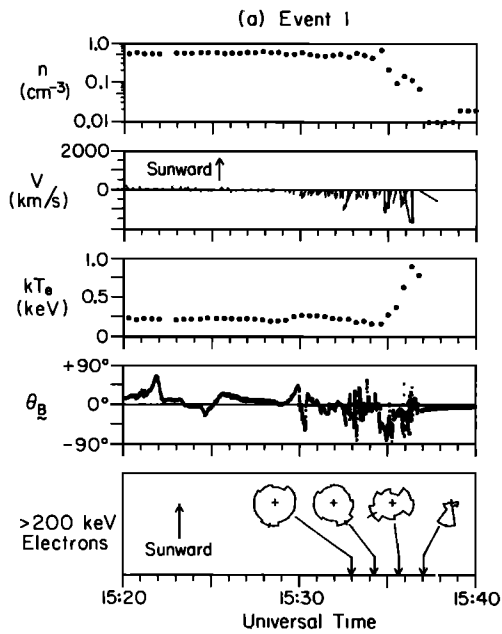 (a) Event 1
1.0
n
(cm⁻³)
0.1
0.01
2000
Sunward
V
(km/s)
0
1.0
kTe
(keV)
0.5
0
+90°
θB
0°
-90°
>200 keV
Electrons
Sunward
15:20
15:30
15:40
Universal Time